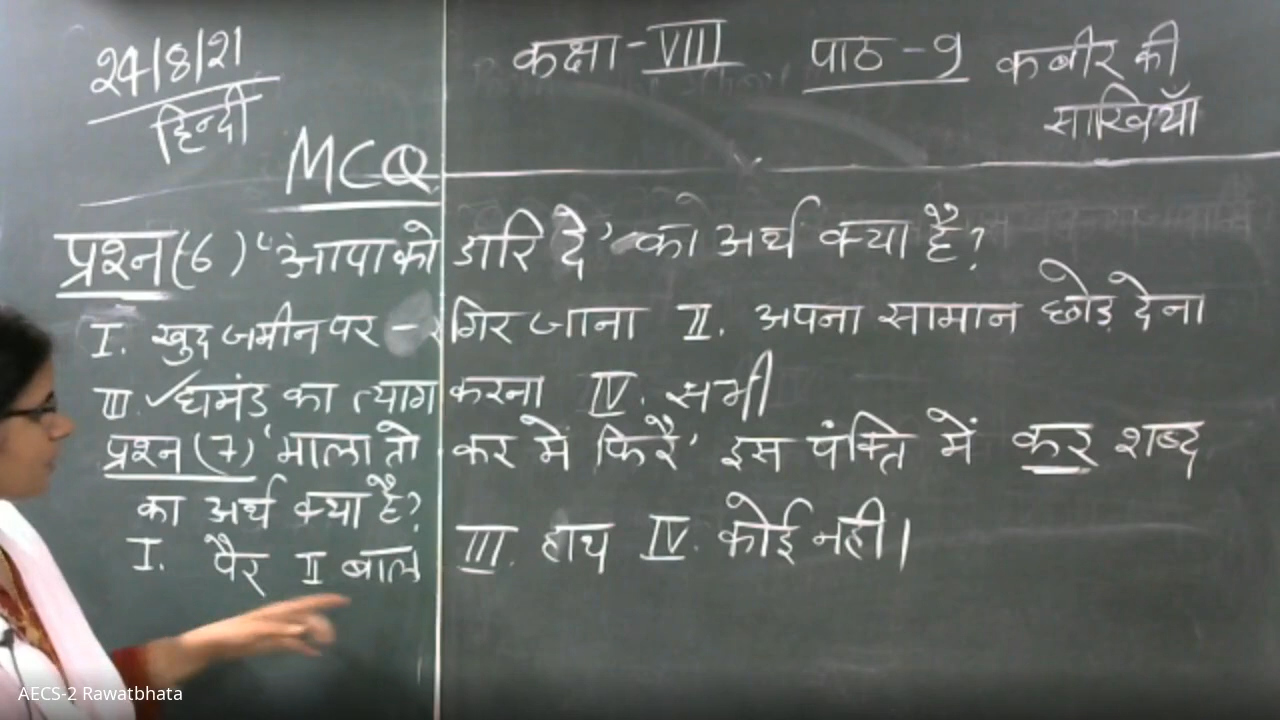 24/8/21
हिन्दी
कक्षा - VIII पाठ - 9 कबीर की
साखियाँ
MCQ
प्रश्न (6) 'आपा को डारि दे' का अर्थ क्या है?
I. खुद जमीन पर - गिर जाना II. अपना सामान छोड़ देना
III. ✓घमंड का त्याग करना IV. सभी
प्रश्न (7) 'माला तो कर में फिरै' इस पंक्ति में कर शब्द
का अर्थ क्या है?
I. पैर II बाल III. हाथ IV. कोई नही।
AECS-2 Rawatbhata